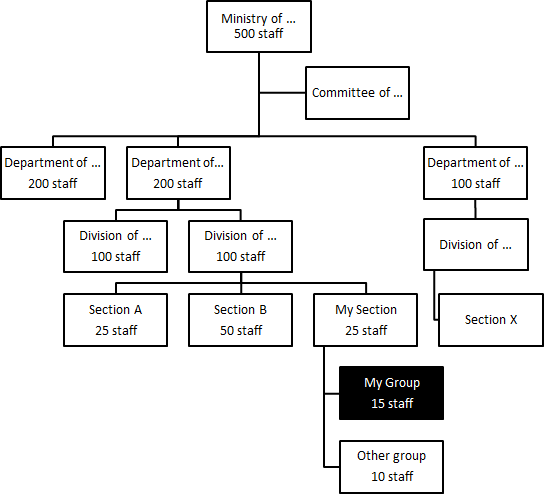 Ministry of ...
500 staff
Committee of ...
Department of ...
200 staff
Department of...
200 staff
Department of ...
100 staff
Division of ...
100 staff
Division of ...
100 staff
Division of ...
Section A
25 staff
Section B
50 staff
My Section
25 staff
Section X
My Group
15 staff
Other group
10 staff